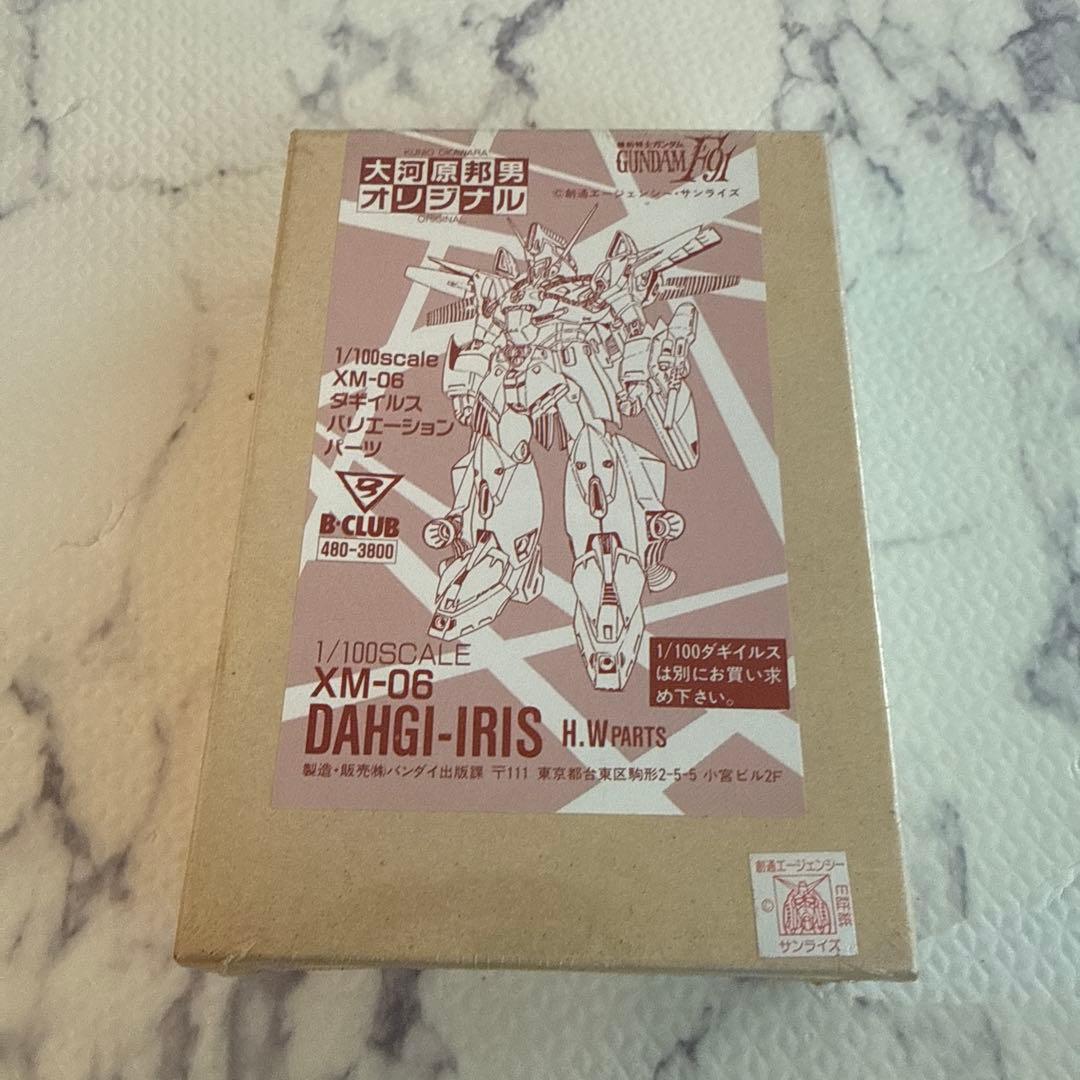 KUNIO OKAWARA
大河原邦男
オリジナル
ORIGINAL
機動戦士ガンダム
GUNDAM F91
©創通エージェンシー・サンライズ
1/100scale
XM-06
ダギイルス
バリエーション
パーツ
B-CLUB
480-3800
1/100SCALE
XM-06
DAHGI-IRIS H.W PARTS
1/100ダギイルス
は別にお買い求
め下さい。
製造・販売㈱バンダイ出版課 〒111 東京都台東区駒形2-5-5 小宮ビル2F
創通エージェンシー
©
証紙
サンライズ